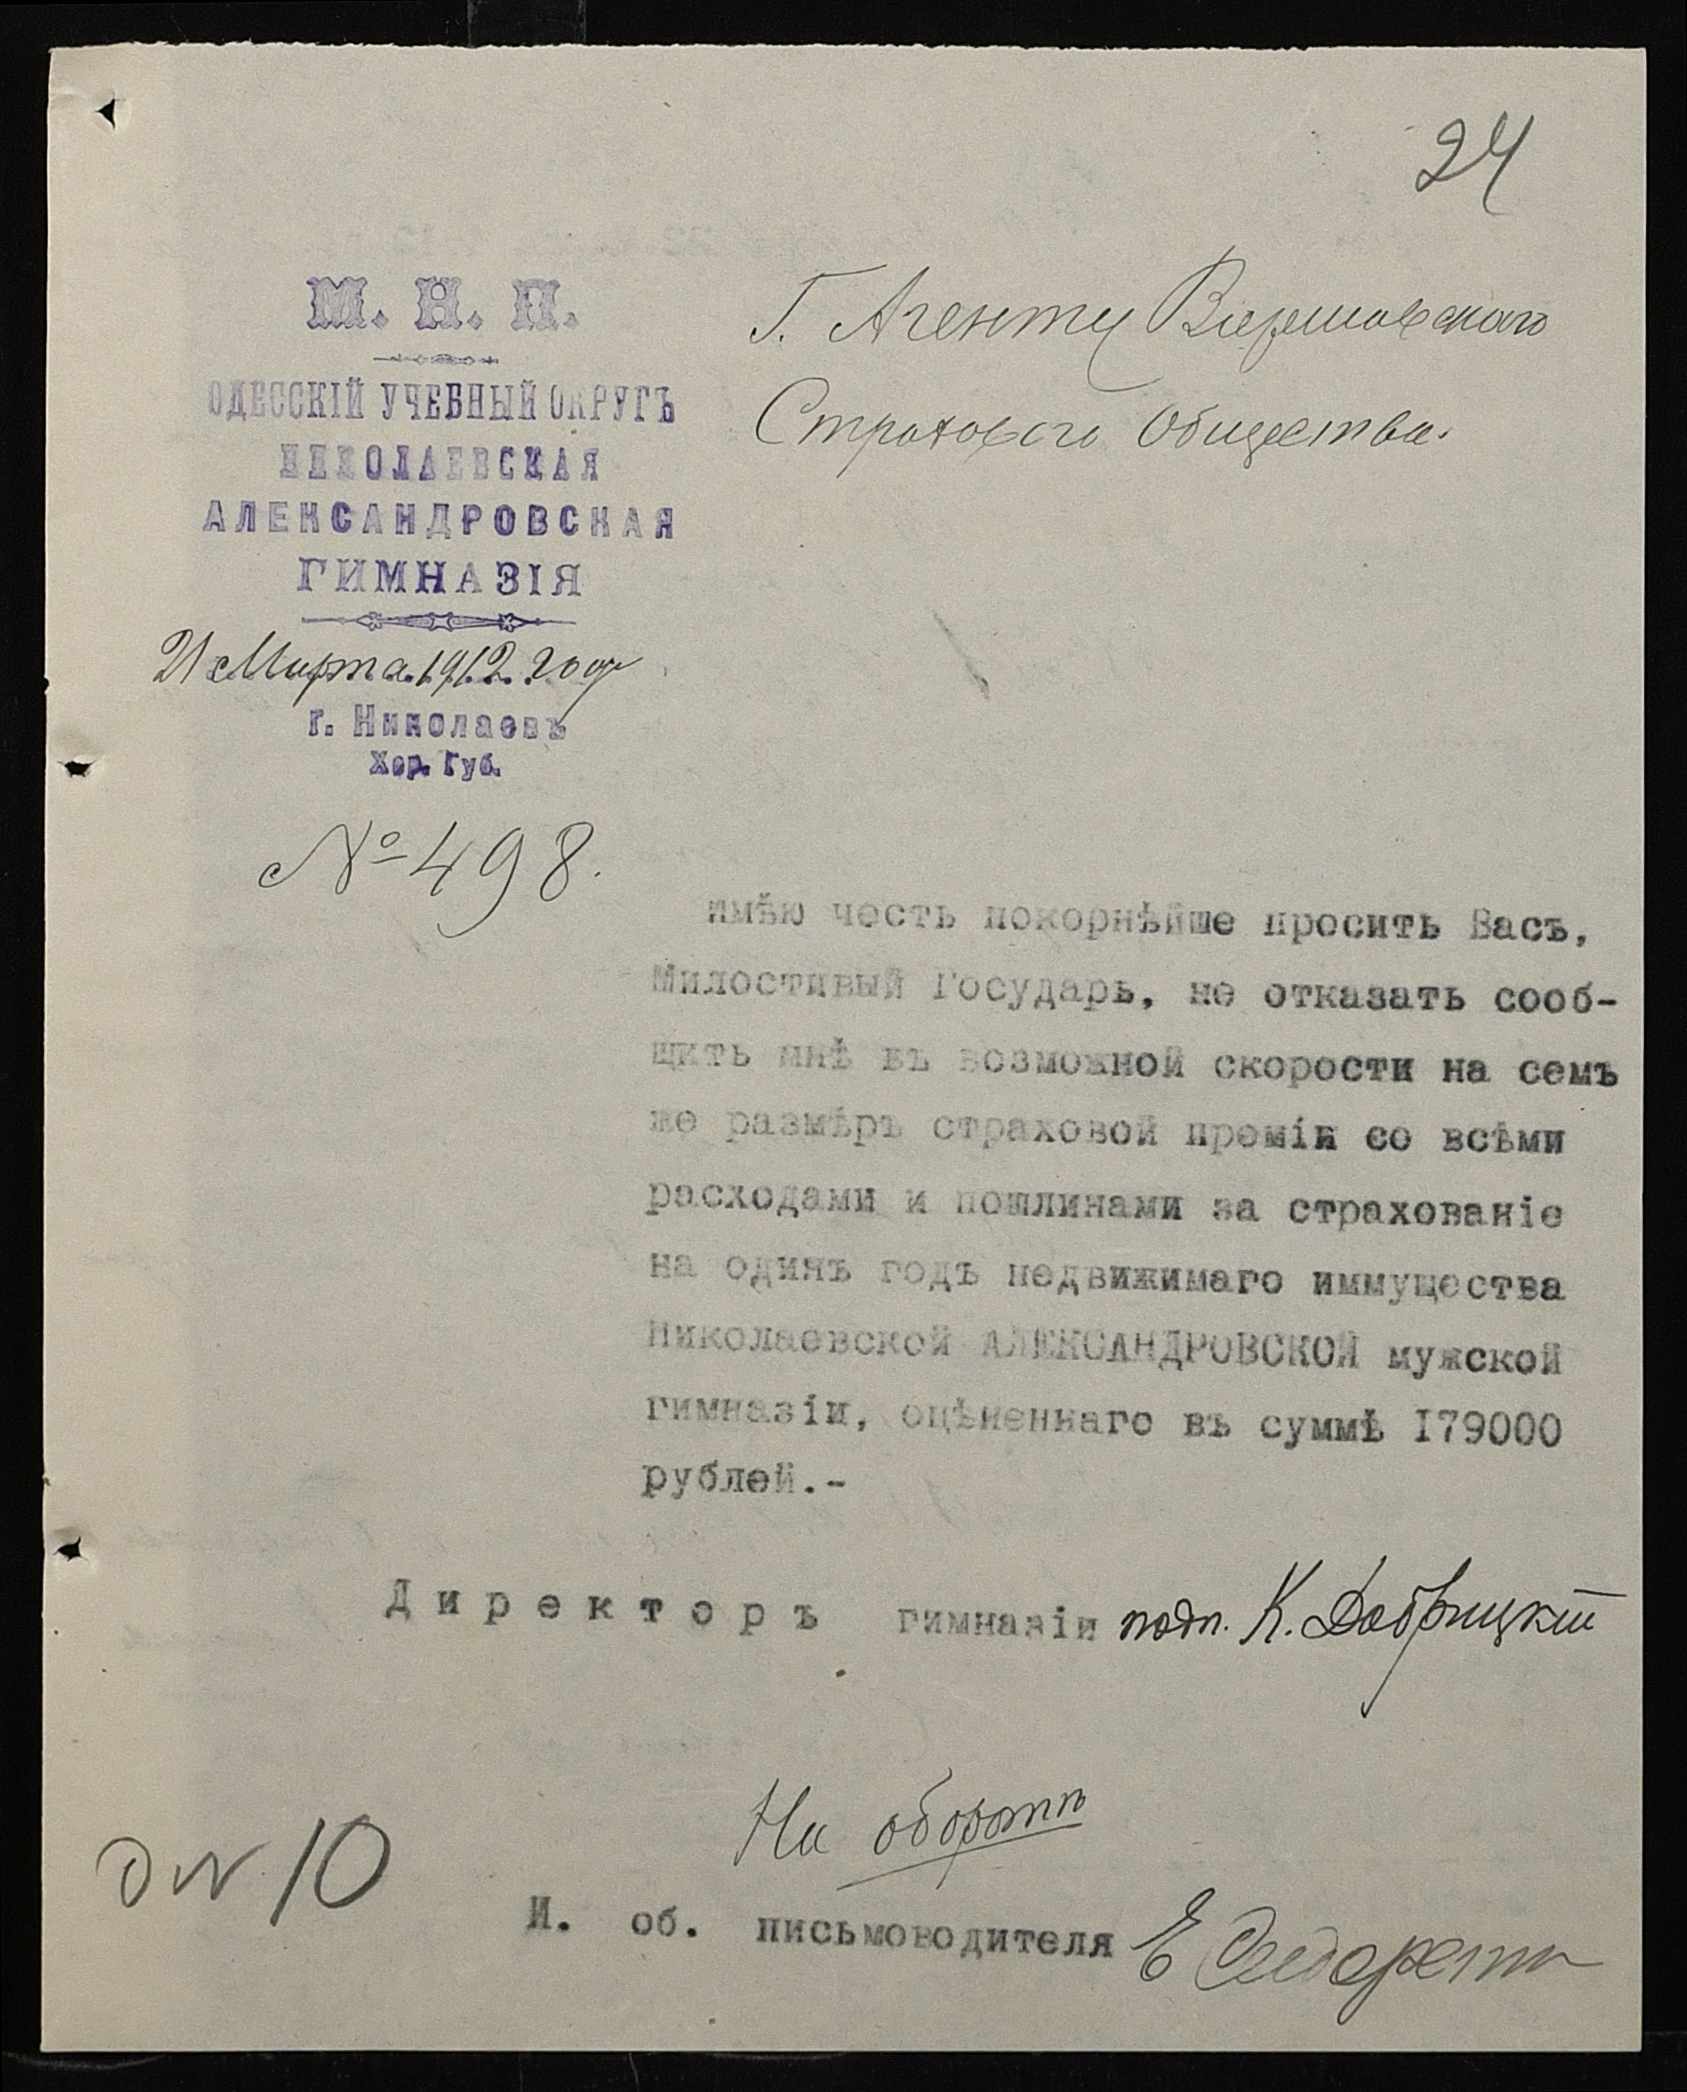 24
М. Н. П.
ОДЕССКІЙ УЧЕБНЫЙ ОКРУГЪ
НИКОЛАЕВСКАЯ
АЛЕКСАНДРОВСКАЯ
ГИМНАЗІЯ
21 Марта 1912 года
г. Николаевъ
Хер. Губ.
№ 498.
Г. Агенту Варшавскаго
Страховаго Общества.
имѣю честь покорнѣйше просить Васъ,
Милостивый Государь, не отказать сооб-
щить мнѣ въ возможной скорости на семъ
же размѣръ страховой преміи со всѣми
расходами и пошлинами за страхованіе
на одинъ годъ недвижимаго иммущества
Николаевской АЛЕКСАНДРОВСКОЙ мужской
гимназіи, оцѣненнаго въ суммѣ 179000
рублей.-
Директоръ гимназіи подп. К. Добрицкій
На оборотѣ
10
И. об. письмоводителя Е